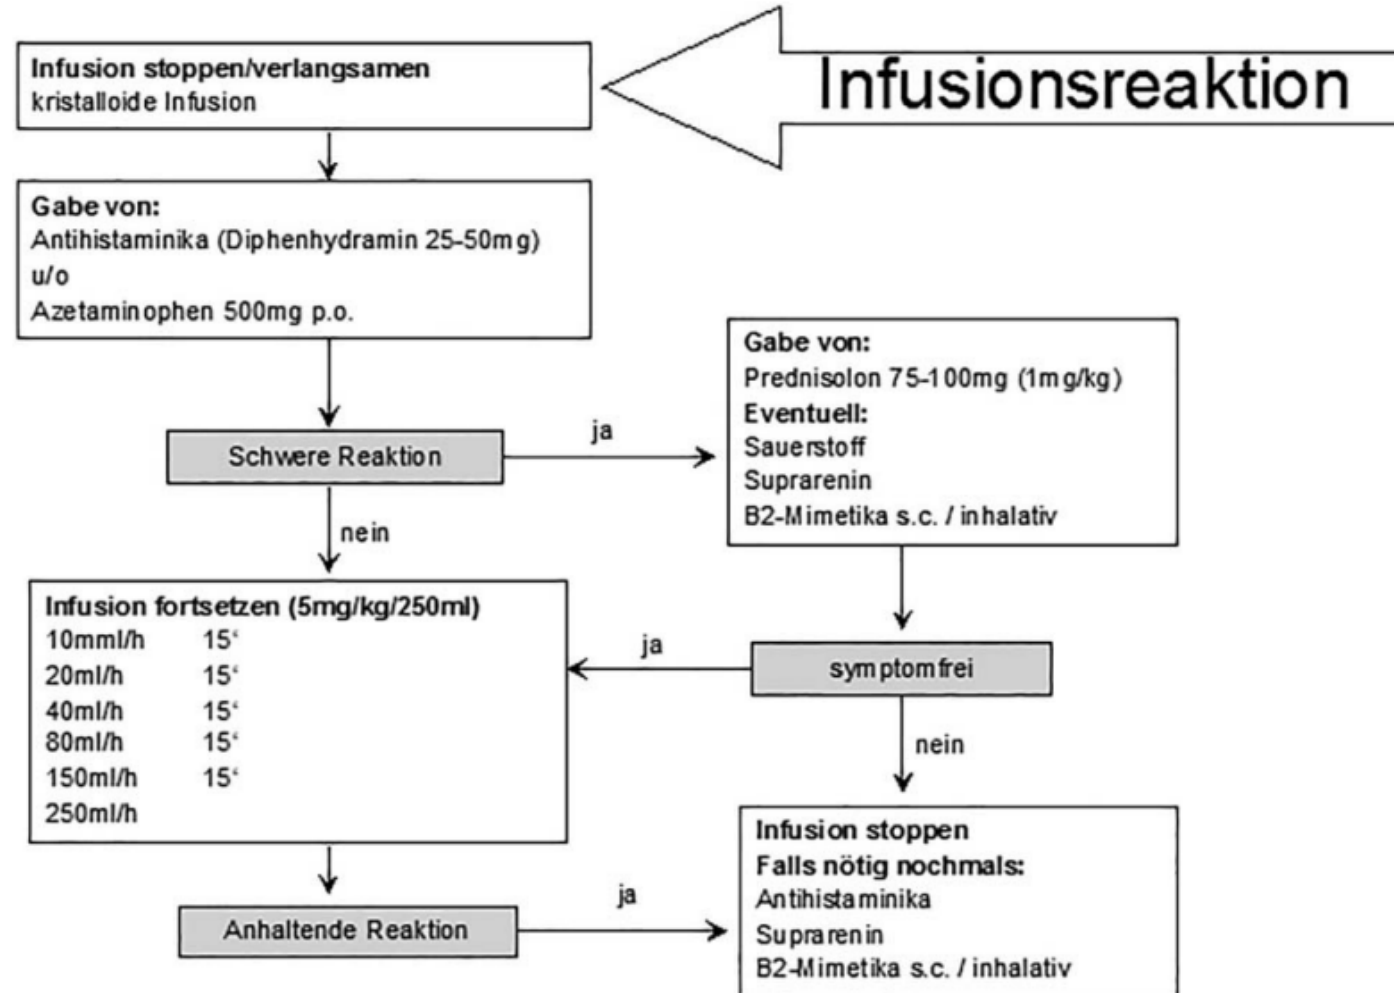 Infusionsreaktion
Infusion stoppen/verlangsamen
kristalloide Infusion
Gabe von:
Antihistaminika (Diphenhydramin 25-50mg)
u/o
Azetaminophen 500mg p.o.
Schwere Reaktion
ja
Gabe von:
Prednisolon 75-100mg (1mg/kg)
Eventuell:
Sauerstoff
Suprarenin
B2-Mimetika s.c. / inhalativ
nein
Infusion fortsetzen (5mg/kg/250ml)
10mml/h 15‘
20ml/h 15‘
40ml/h 15‘
80ml/h 15‘
150ml/h 15‘
250ml/h
ja
symptomfrei
nein
Anhaltende Reaktion
ja
Infusion stoppen
Falls nötig nochmals:
Antihistaminika
Suprarenin
B2-Mimetika s.c. / inhalativ